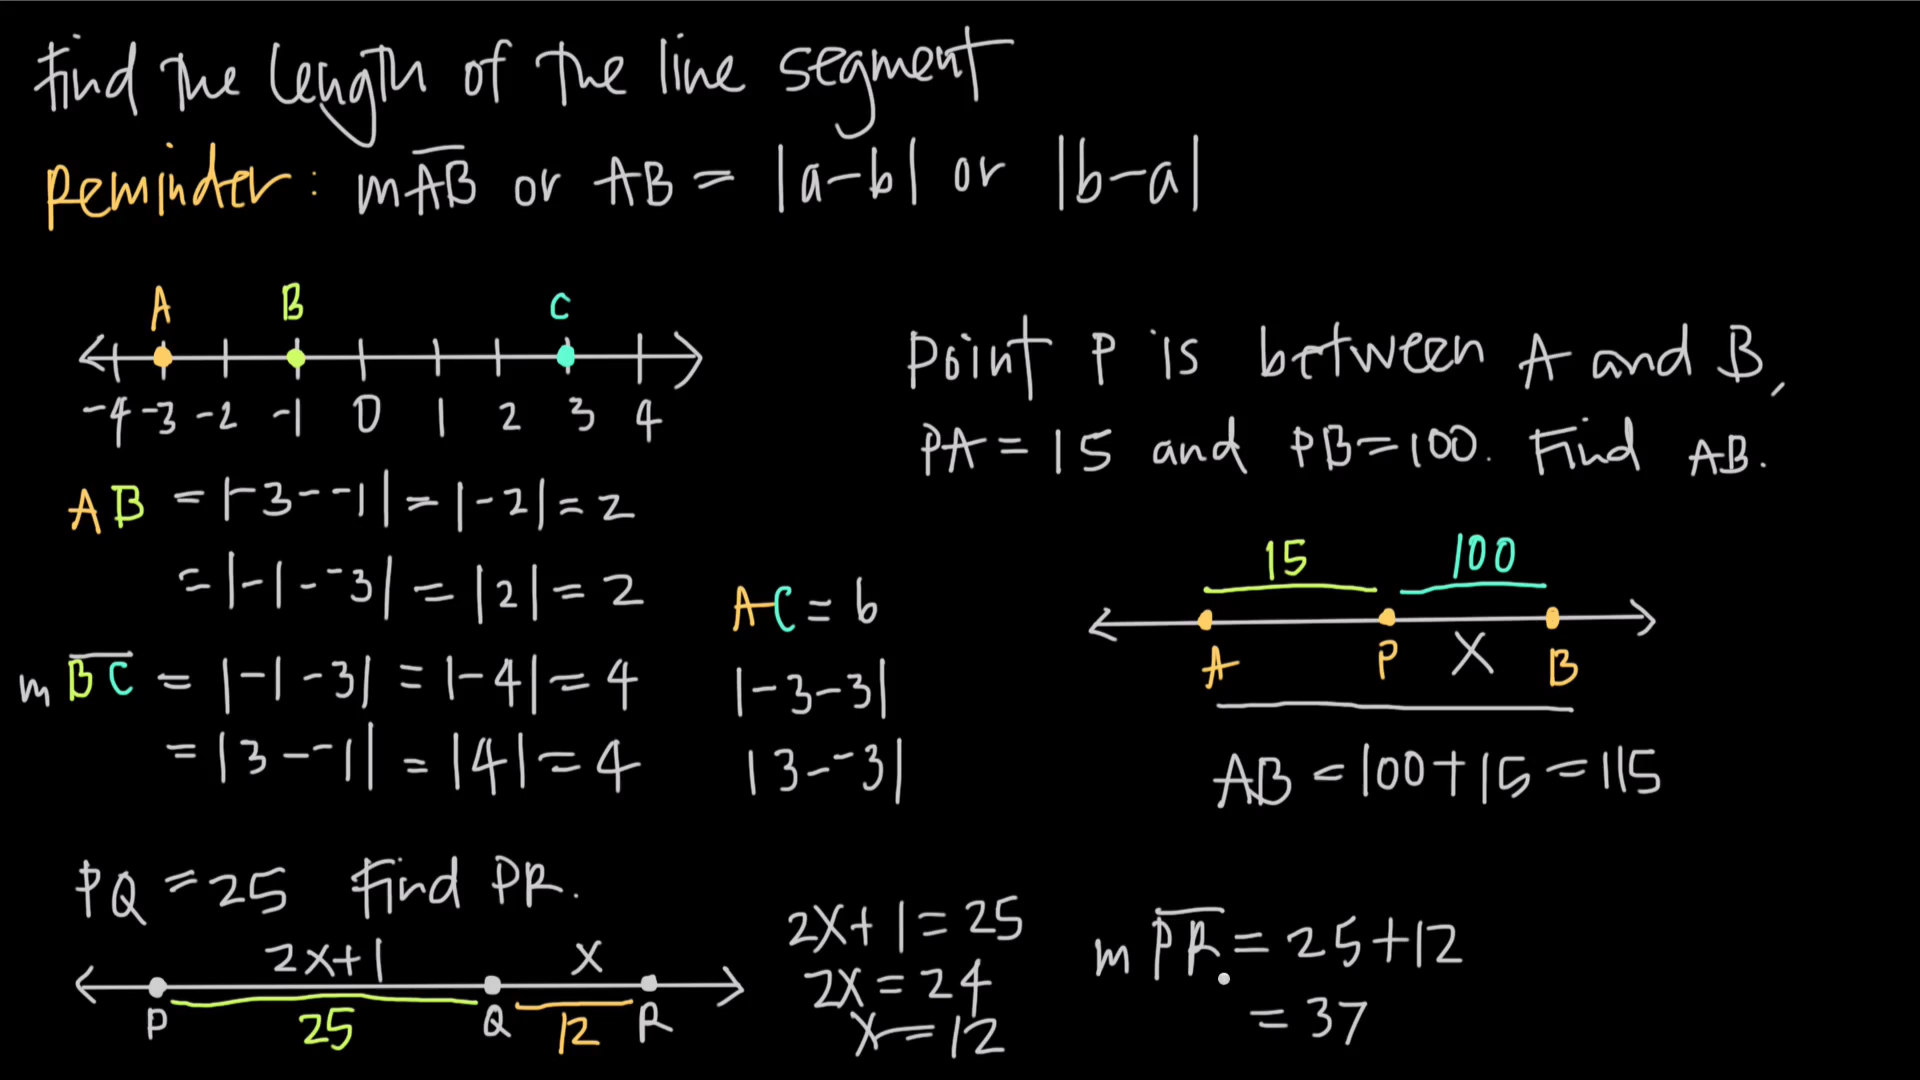 Find the length of the line segment
Reminder: mAB or AB = |a-b| or |b-a|
A B C
-4 -3 -2 -1 0 1 2 3 4
AB = |-3--1| = |-2| = 2
= |-1--3| = |2| = 2
mBC = |-1-3| = |-4| = 4
= |3--1| = |4| = 4
AC = 6
|-3-3|
|3--3|
Point P is between A and B,
PA = 15 and PB = 100. Find AB.
15 100
A P X B
AB = 100+15 = 115
PQ = 25 Find PR.
2x+1 x
P 25 Q 12 R
2x+1 = 25
2x = 24
x = 12
mPR = 25+12
= 37